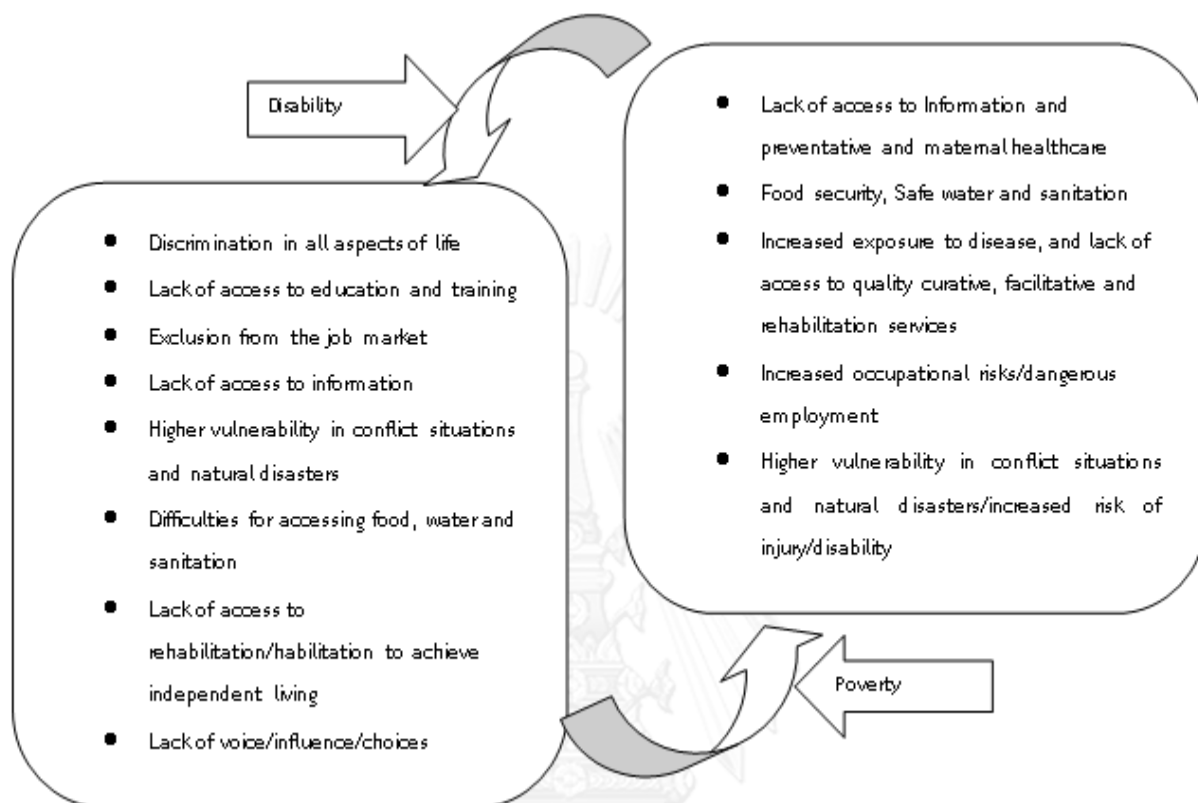 Disability
● Discrimination in all aspects of life
● Lack of access to education and training
● Exclusion from the job market
● Lack of access to information
● Higher vulnerability in conflict situations
and natural disasters
● Difficulties for accessing food, water and
sanitation
● Lack of access to
rehabilitation/habilitation to achieve
independent living
● Lack of voice/influence/choices
● Lack of access to Information and
preventative and maternal healthcare
● Food security, Safe water and sanitation
● Increased exposure to disease, and lack of
access to quality curative, facilitative and
rehabilitation services
● Increased occupational risks/dangerous
employment
● Higher vulnerability in conflict situations
and natural disasters/increased risk of
injury/disability
Poverty